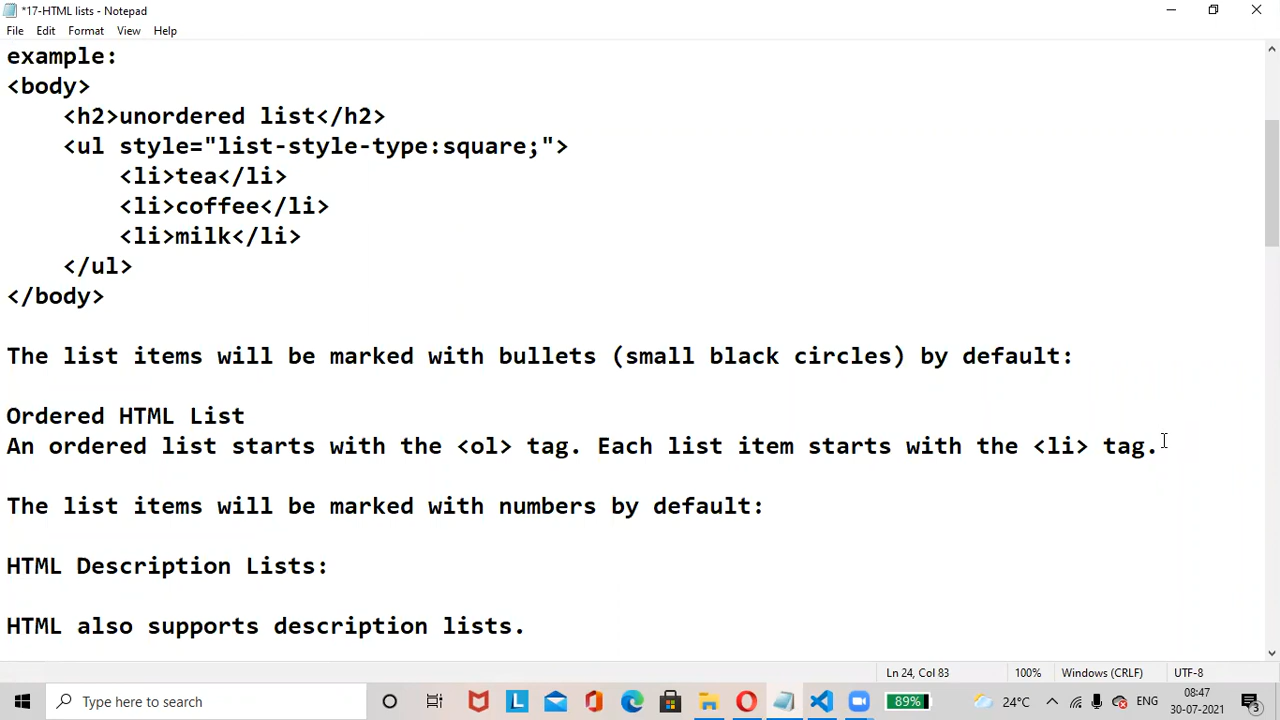 *17-HTML lists - Notepad
File Edit Format View Help
example:
<body>
<h2>unordered list</h2>
<ul style="list-style-type:square;">
<li>tea</li>
<li>coffee</li>
<li>milk</li>
</ul>
</body>
The list items will be marked with bullets (small black circles) by default:
Ordered HTML List
An ordered list starts with the <ol> tag. Each list item starts with the <li> tag.
The list items will be marked with numbers by default:
HTML Description Lists:
HTML also supports description lists.
Ln 24, Col 83 100% Windows (CRLF) UTF-8
Type here to search L 89% 24°C ENG 08:47
30-07-2021 3